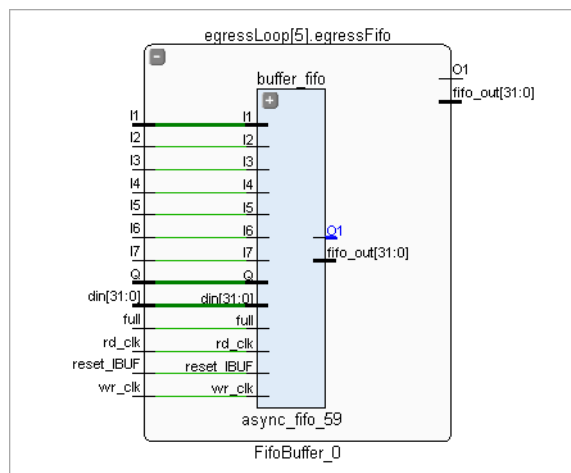 egressLoop[5].egressFifo
buffer_fifo
O1
fifo_out[31:0]
I1 I1
I2 I2
I3 I3
I4 I4
I5 I5
I6 I6 O1
I7 I7 fifo_out[31:0]
Q Q
din[31:0] din[31:0]
full full
rd_clk rd_clk
reset_IBUF reset_IBUF
wr_clk wr_clk
async_fifo_59
FifoBuffer_0